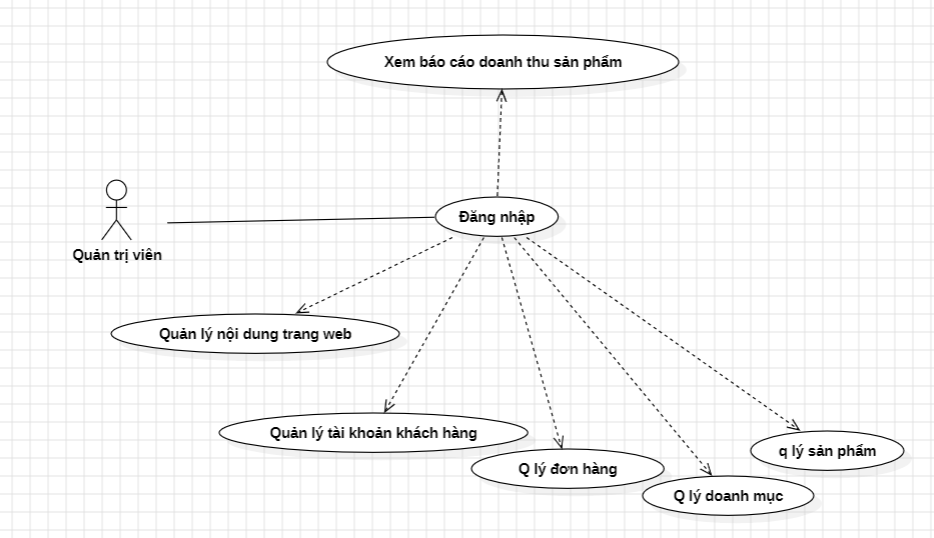 Xem báo cáo doanh thu sản phẩm
Đăng nhập
Quản trị viên
Quản lý nội dung trang web
Quản lý tài khoản khách hàng
q lý sản phẩm
Q lý đơn hàng
Q lý doanh mục